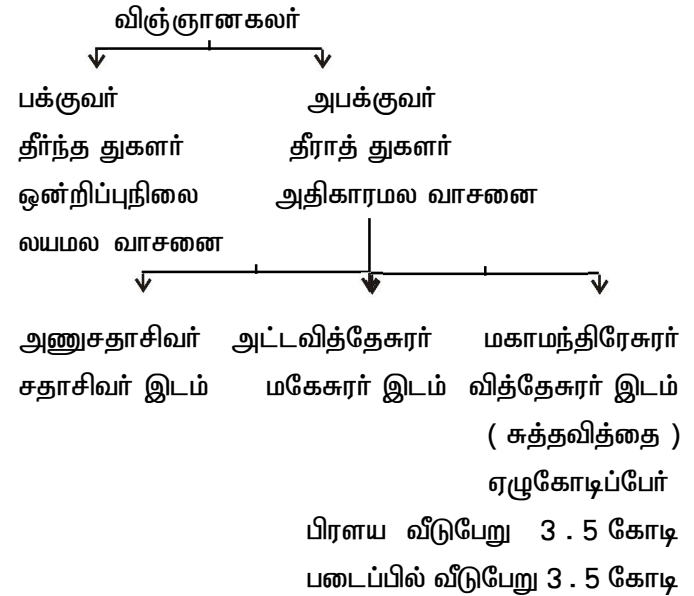 விஞ்ஞானகலர்
பக்குவர் அபக்குவர்
தீர்ந்த துகளர் தீராத் துகளர்
ஒன்றிப்புநிலை அதிகாரமல வாசனை
லயமல வாசனை
அணுசதாசிவர் அட்டவித்தேசுரர் மகாமந்திரேசுரர்
சதாசிவர் இடம் மகேசுரர் இடம் வித்தேசுரர் இடம்
( சுத்தவித்தை )
ஏழுகோடிப்பேர்
பிரளய வீடுபேறு 3 . 5 கோடி
படைப்பில் வீடுபேறு 3 . 5 கோடி